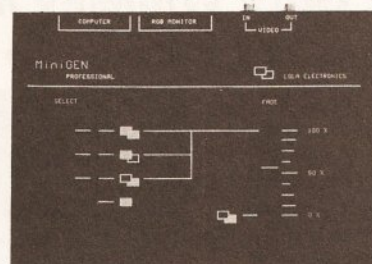 COMPUTER RGB MONITOR IN OUT
VIDEO
MiniGEN
PROFESSIONAL
LOLA ELECTRONICS
SELECT FADE
100 %
50 %
0 %